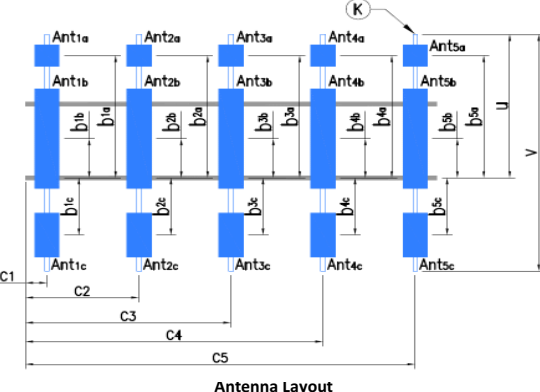 K
Ant1a Ant2a Ant3a Ant4a Ant5a
Ant1b Ant2b Ant3b Ant4b Ant5b
b1b b1a b2b b2a b3b b3a b4b b4a b5b b5a u v
b1c b2c b3c b4c b5c
Ant1c Ant2c Ant3c Ant4c Ant5c
C1
C2
C3
C4
C5
Antenna Layout